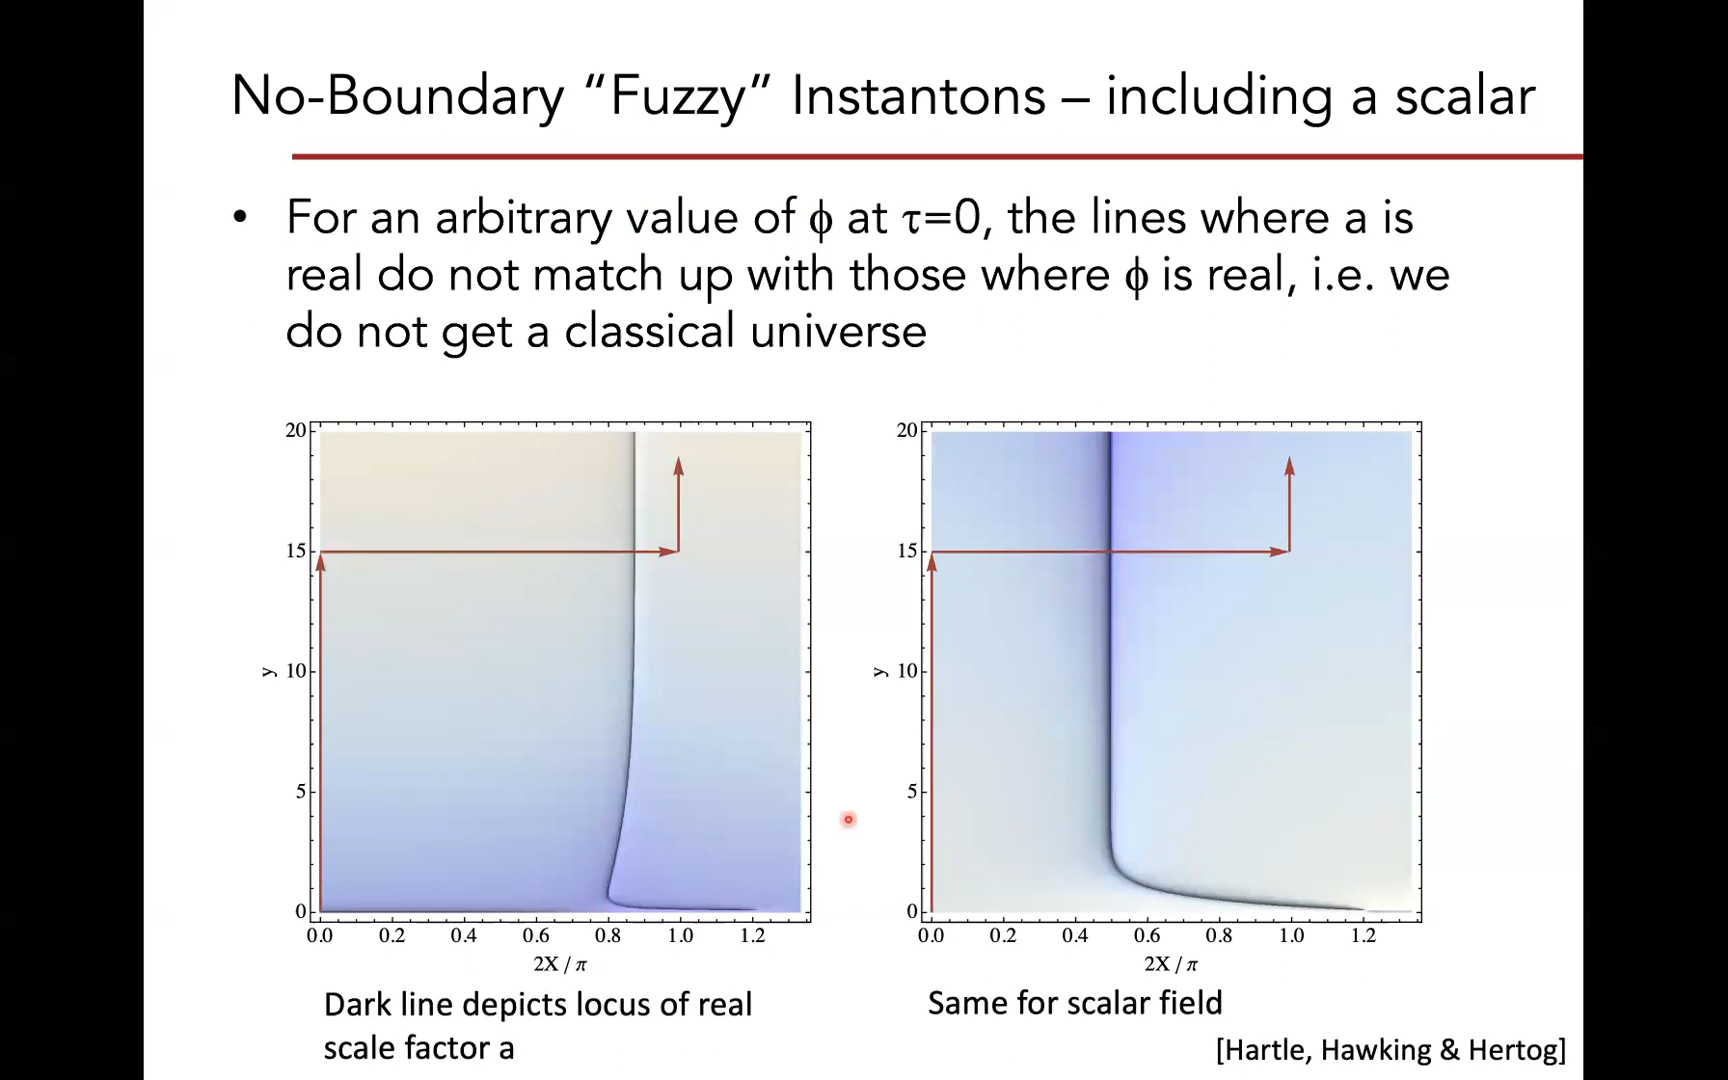 No-Boundary “Fuzzy” Instantons – including a scalar
• For an arbitrary value of ϕ at τ=0, the lines where a is
real do not match up with those where ϕ is real, i.e. we
do not get a classical universe
20
15
10
5
0
y
0.0 0.2 0.4 0.6 0.8 1.0 1.2
2X / π
20
15
10
5
0
y
0.0 0.2 0.4 0.6 0.8 1.0 1.2
2X / π
Dark line depicts locus of real
scale factor a
Same for scalar field
[Hartle, Hawking & Hertog]